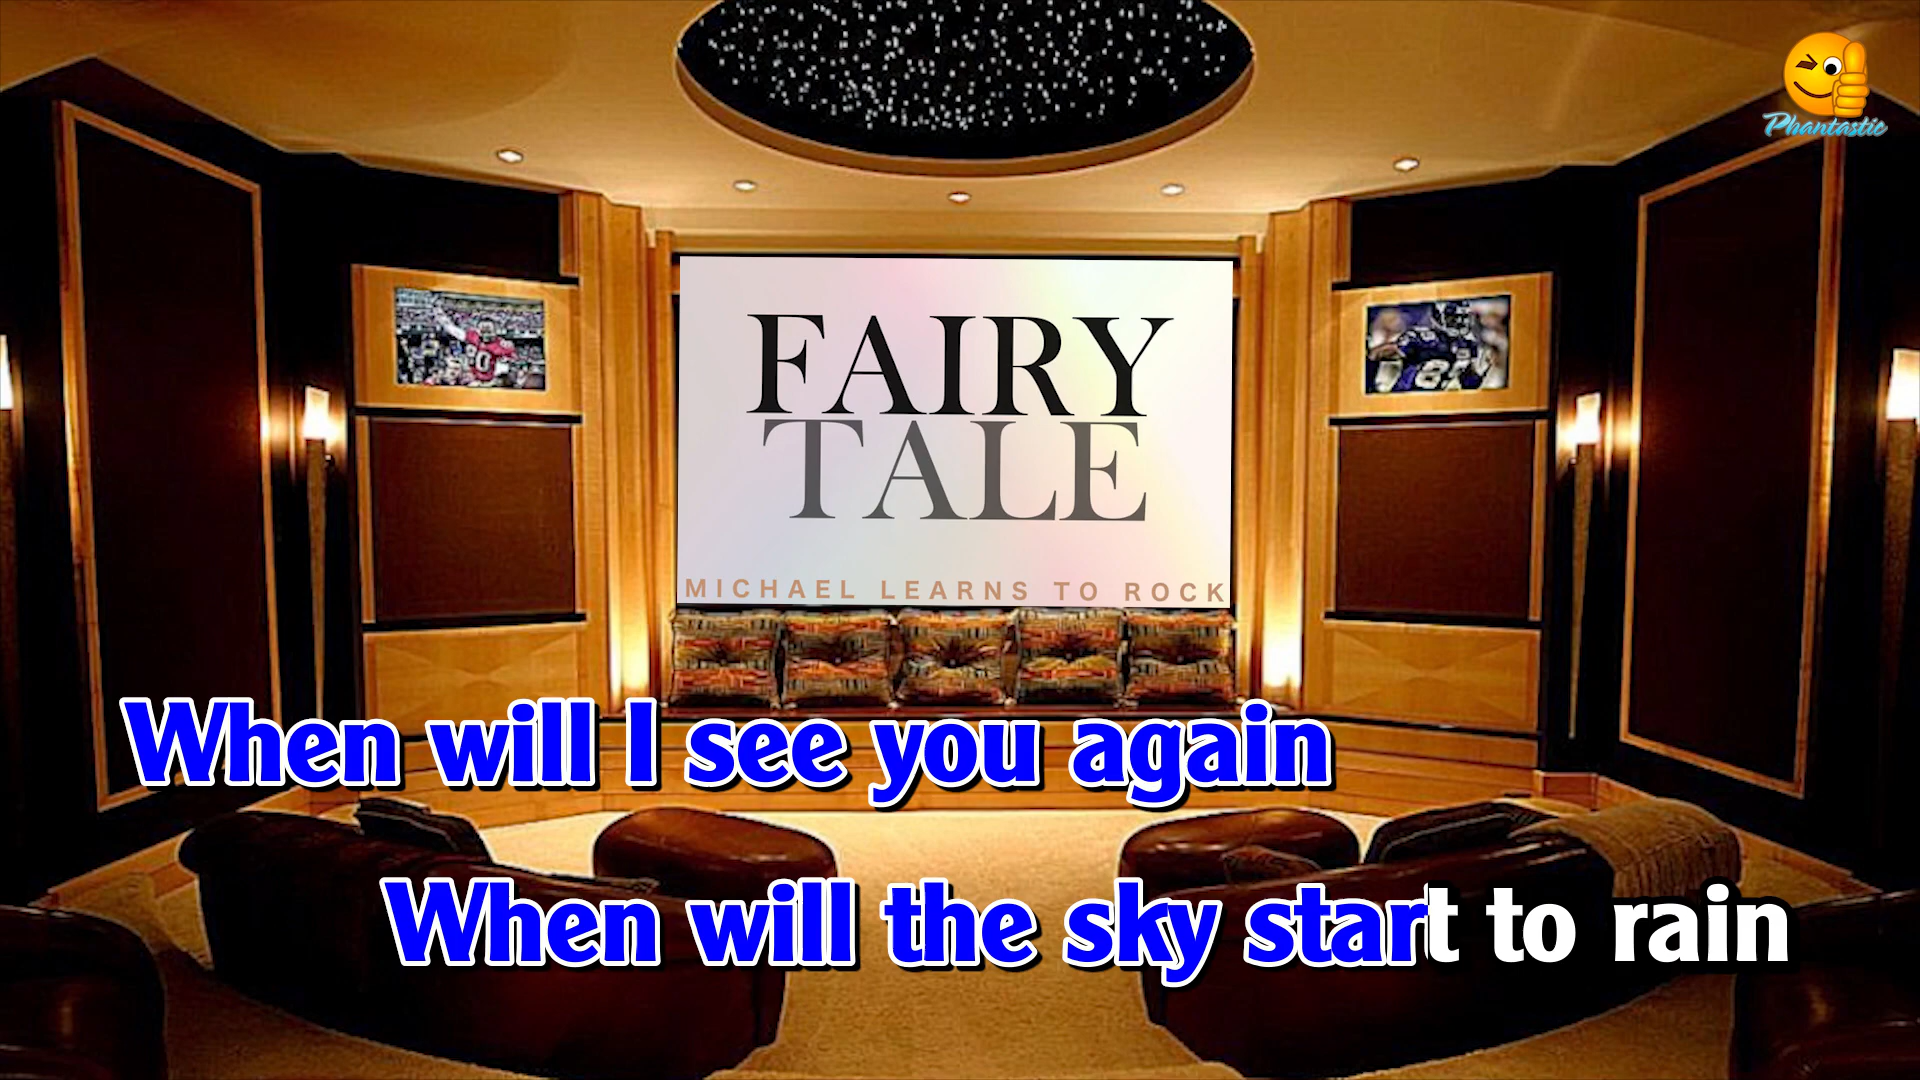 Phantastic
FAIRY
TALE
MICHAEL LEARNS TO ROCK
When will I see you again
When will the sky start to rain